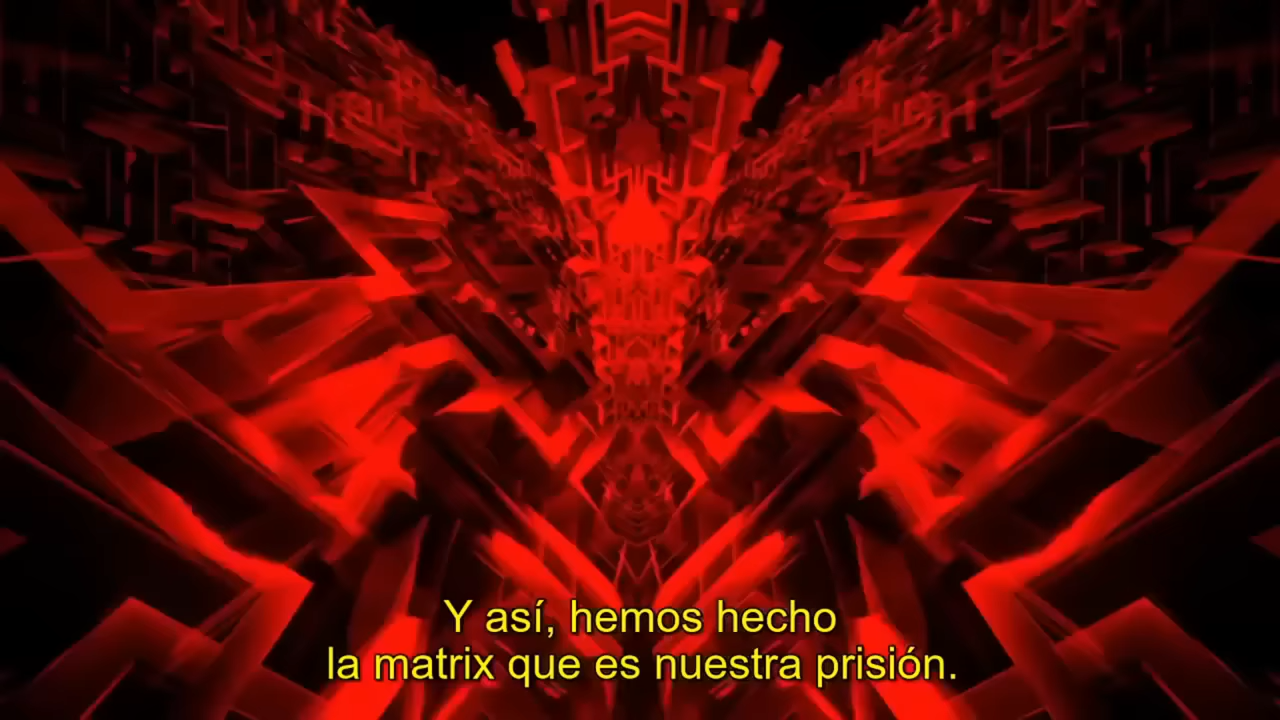 Y así, hemos hecho
la matrix que es nuestra prisión.